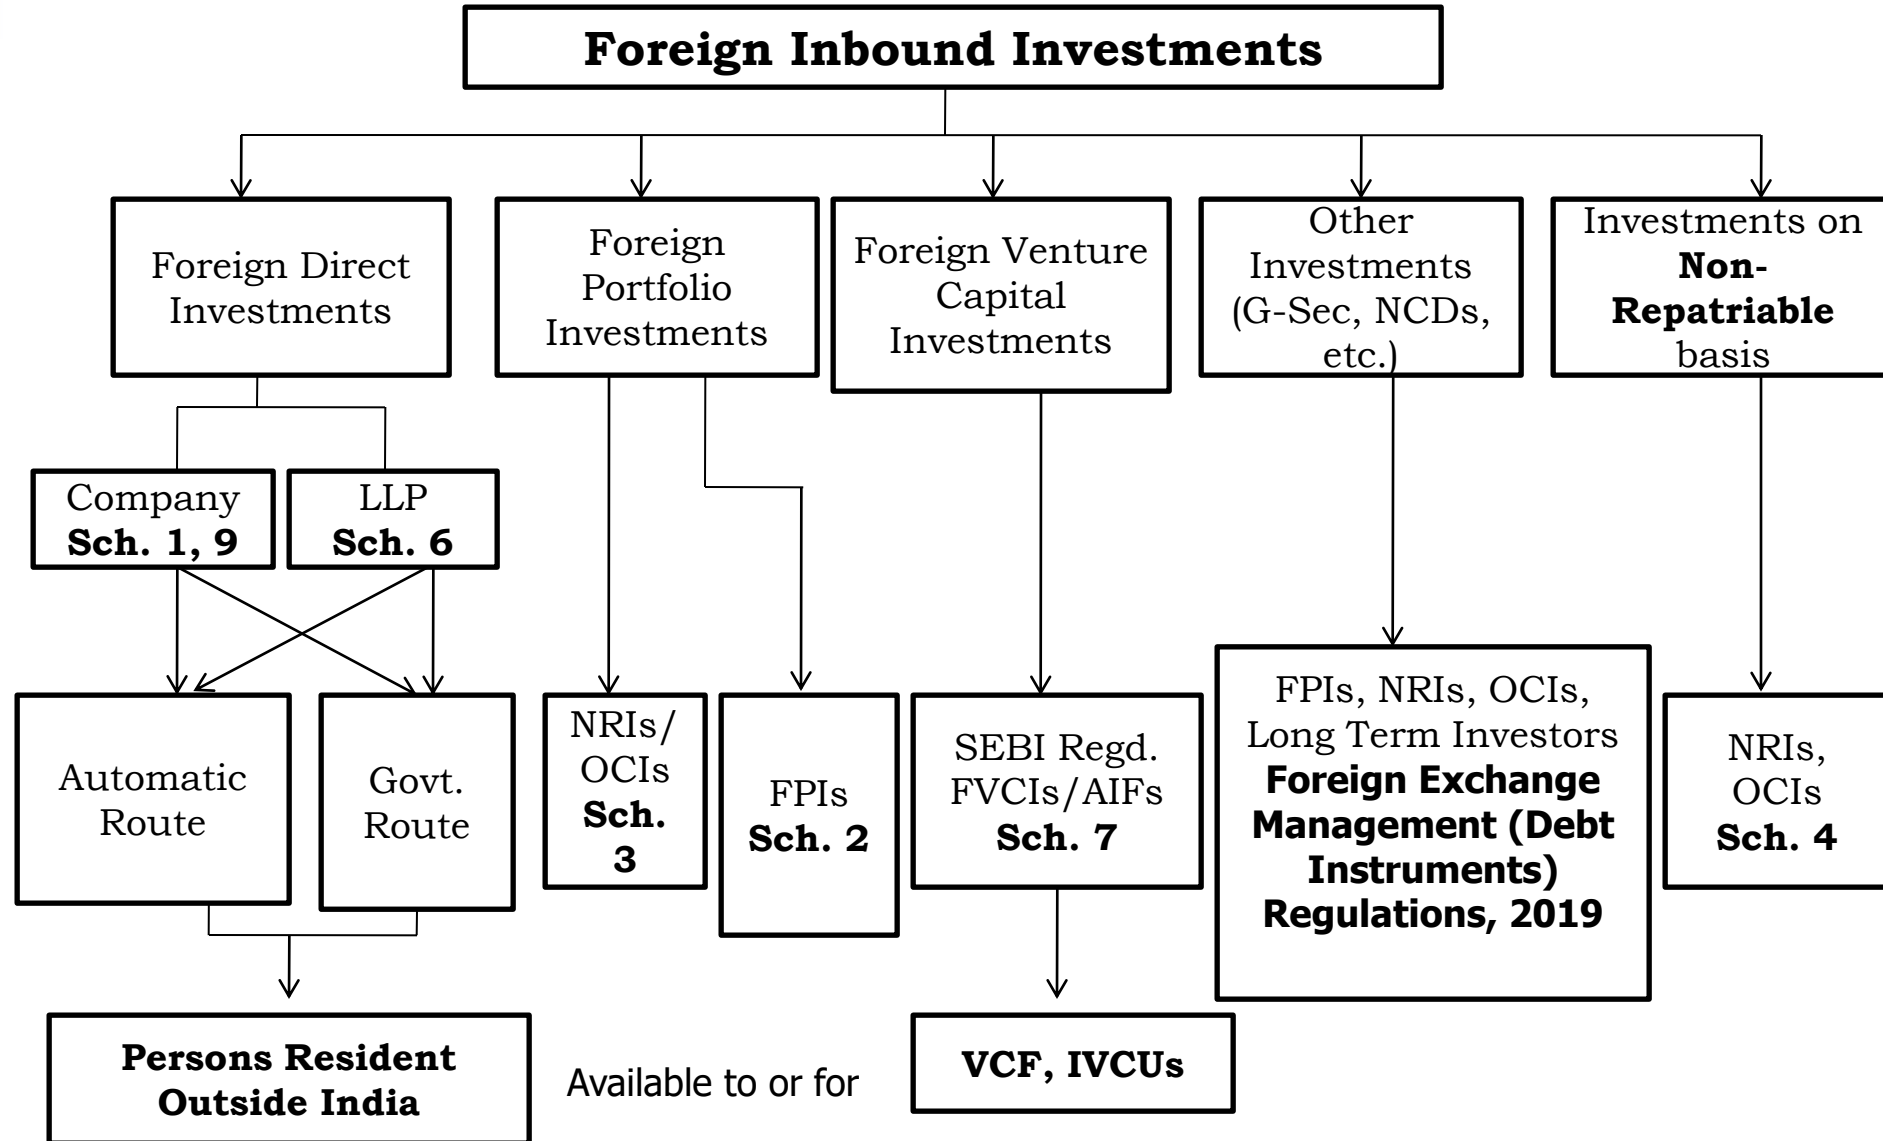 Foreign Inbound Investments
Foreign Direct
Investments
Foreign
Portfolio
Investments
Foreign Venture
Capital
Investments
Other
Investments
(G-Sec, NCDs,
etc.)
Investments on
Non-
Repatriable
basis
Company
Sch. 1, 9
LLP
Sch. 6
Automatic
Route
Govt.
Route
NRIs/
OCIs
Sch.
3
FPIs
Sch. 2
SEBI Regd.
FVCIs/AIFs
Sch. 7
FPIs, NRIs, OCIs,
Long Term Investors
Foreign Exchange
Management (Debt
Instruments)
Regulations, 2019
NRIs,
OCIs
Sch. 4
Persons Resident
Outside India
Available to or for
VCF, IVCUs